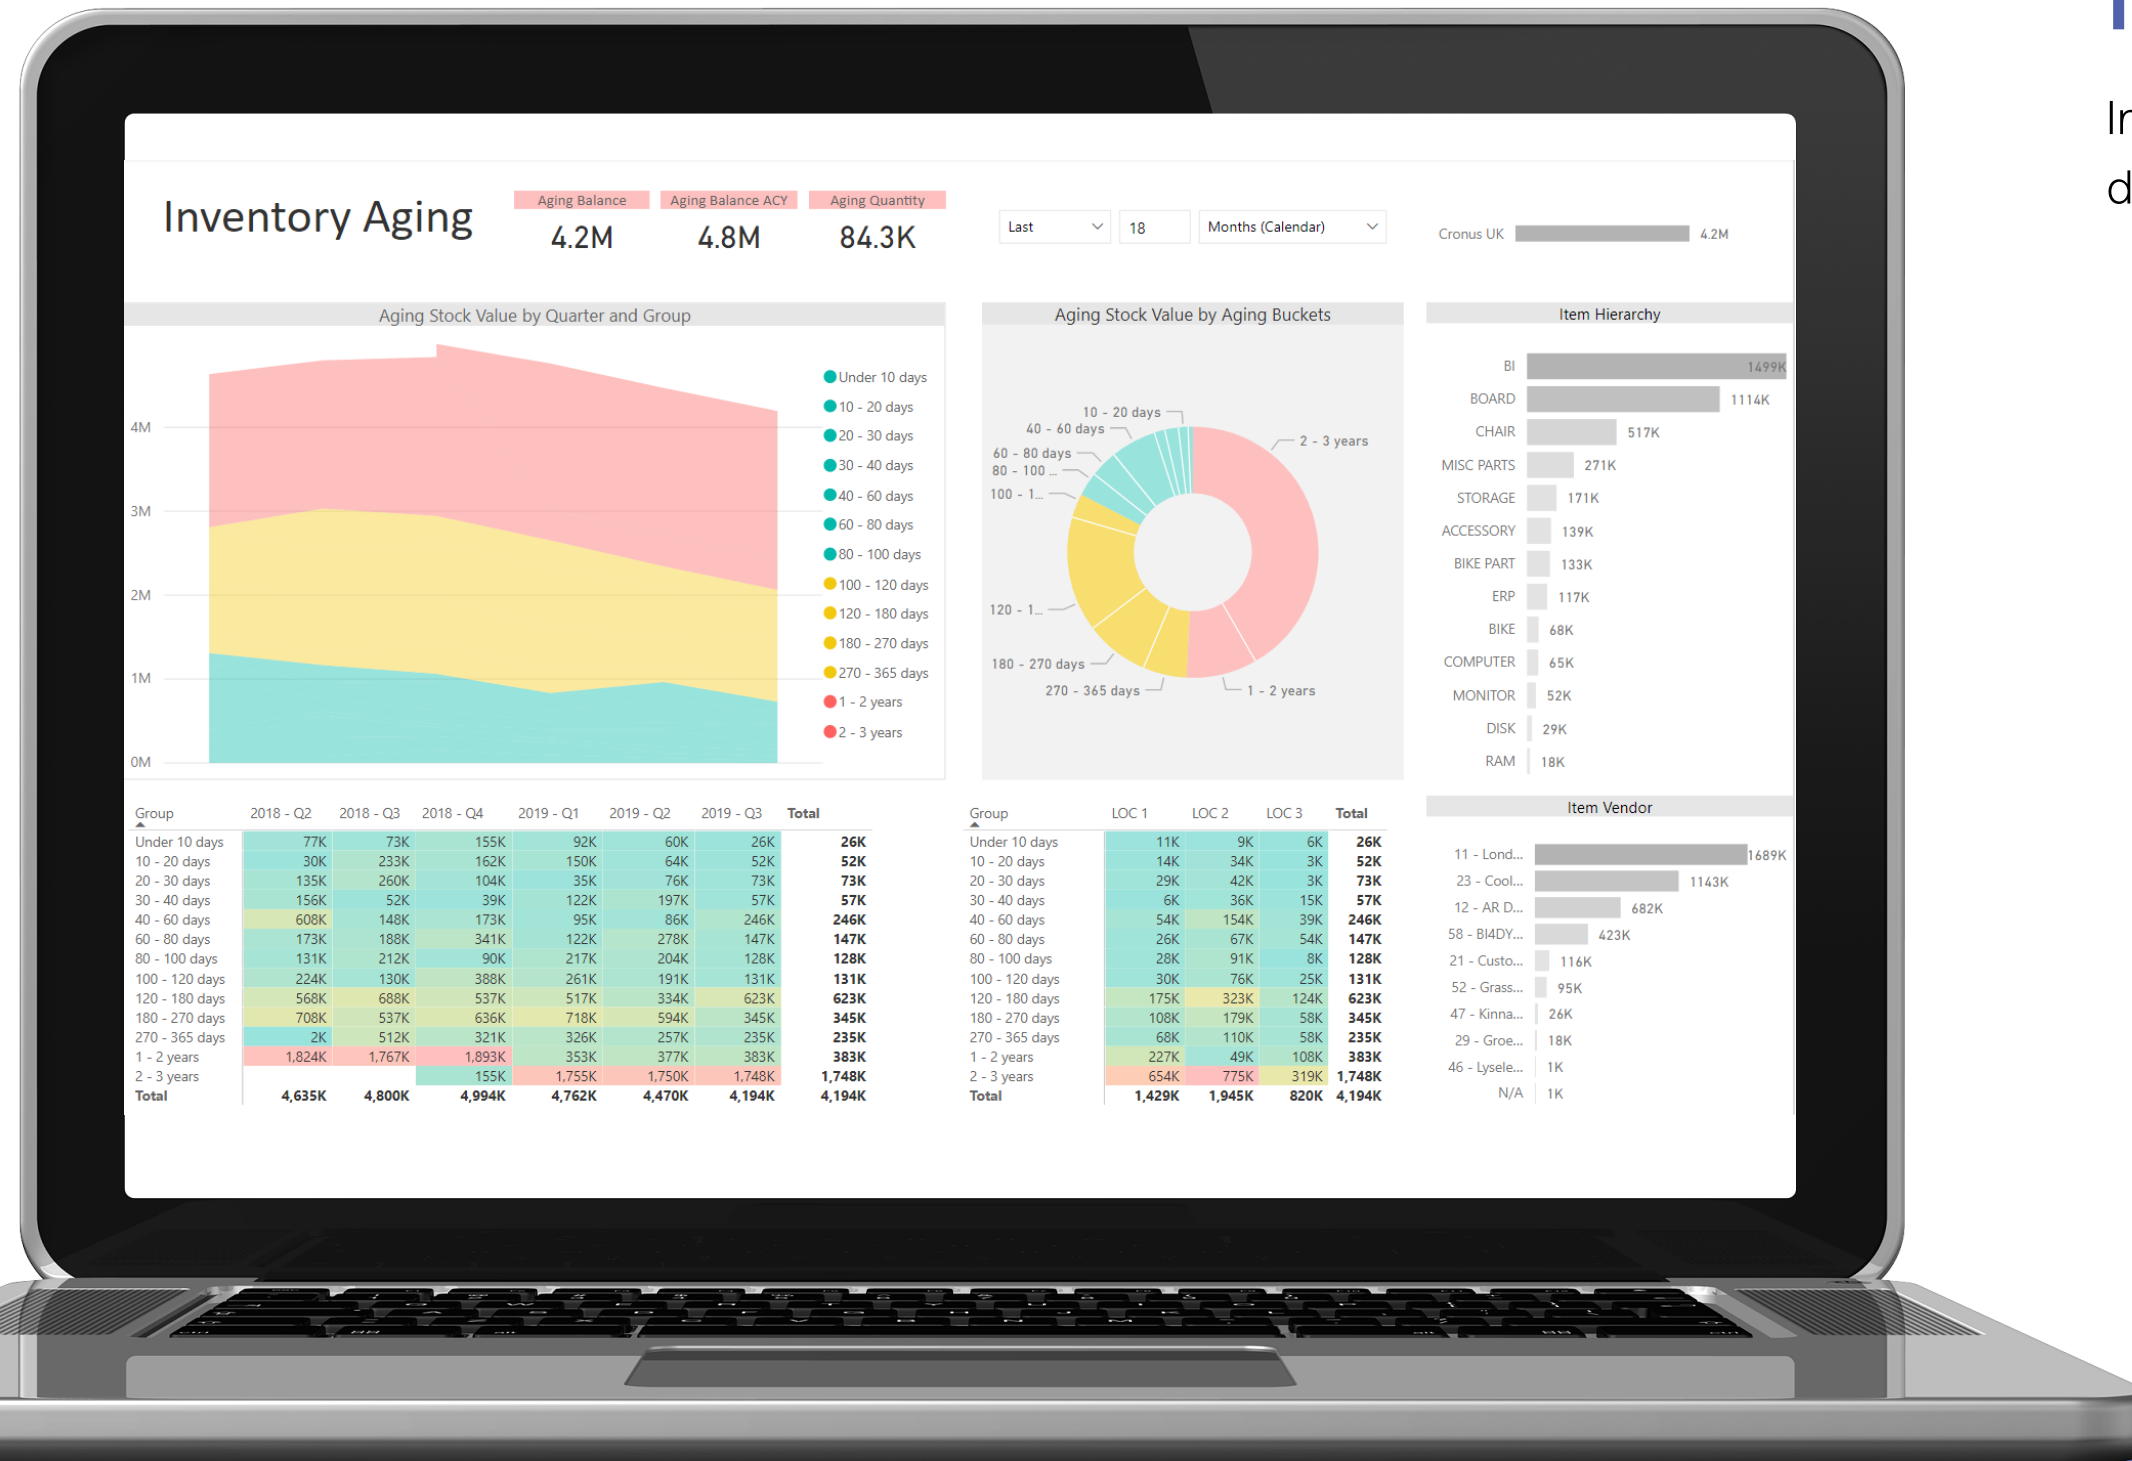 Inventory Aging
Aging Balance Aging Balance ACY Aging Quantity
4.2M 4.8M 84.3K
Last 18 Months (Calendar)
Cronus UK 4.2M
Aging Stock Value by Quarter and Group
4M
3M
2M
1M
0M
Under 10 days
10 - 20 days
20 - 30 days
30 - 40 days
40 - 60 days
60 - 80 days
80 - 100 days
100 - 120 days
120 - 180 days
180 - 270 days
270 - 365 days
1 - 2 years
2 - 3 years
Aging Stock Value by Aging Buckets
10 - 20 days
40 - 60 days
60 - 80 days
80 - 100 ...
100 - 1...
120 - 1...
180 - 270 days
270 - 365 days
1 - 2 years
2 - 3 years
Item Hierarchy
BI 1499K
BOARD 1114K
CHAIR 517K
MISC PARTS 271K
STORAGE 171K
ACCESSORY 139K
BIKE PART 133K
ERP 117K
BIKE 68K
COMPUTER 65K
MONITOR 52K
DISK 29K
RAM 18K
Group 2018 - Q2 2018 - Q3 2018 - Q4 2019 - Q1 2019 - Q2 2019 - Q3 Total
Under 10 days 77K 73K 155K 92K 60K 26K 26K
10 - 20 days 30K 233K 162K 150K 64K 52K 52K
20 - 30 days 135K 260K 104K 35K 76K 73K 73K
30 - 40 days 156K 52K 39K 122K 197K 57K 57K
40 - 60 days 608K 148K 173K 95K 86K 246K 246K
60 - 80 days 173K 188K 341K 122K 278K 147K 147K
80 - 100 days 131K 212K 90K 217K 204K 128K 128K
100 - 120 days 224K 130K 388K 261K 191K 131K 131K
120 - 180 days 568K 688K 537K 517K 334K 623K 623K
180 - 270 days 708K 537K 636K 718K 594K 345K 345K
270 - 365 days 2K 512K 321K 326K 257K 235K 235K
1 - 2 years 1,824K 1,767K 1,893K 353K 377K 383K 383K
2 - 3 years 155K 1,755K 1,750K 1,748K 1,748K
Total 4,635K 4,800K 4,994K 4,762K 4,470K 4,194K 4,194K
Group LOC 1 LOC 2 LOC 3 Total
Under 10 days 11K 9K 6K 26K
10 - 20 days 14K 34K 3K 52K
20 - 30 days 29K 42K 3K 73K
30 - 40 days 6K 36K 15K 57K
40 - 60 days 54K 154K 39K 246K
60 - 80 days 26K 67K 54K 147K
80 - 100 days 28K 91K 8K 128K
100 - 120 days 30K 76K 25K 131K
120 - 180 days 175K 323K 124K 623K
180 - 270 days 108K 179K 58K 345K
270 - 365 days 68K 110K 58K 235K
1 - 2 years 227K 49K 108K 383K
2 - 3 years 654K 775K 319K 1,748K
Total 1,429K 1,945K 820K 4,194K
Item Vendor
11 - Lond... 1689K
23 - Cool... 1143K
12 - AR D... 682K
58 - BI4DY... 423K
21 - Custo... 116K
52 - Grass... 95K
47 - Kinna... 26K
29 - Groe... 18K
46 - Lysele... 1K
N/A 1K